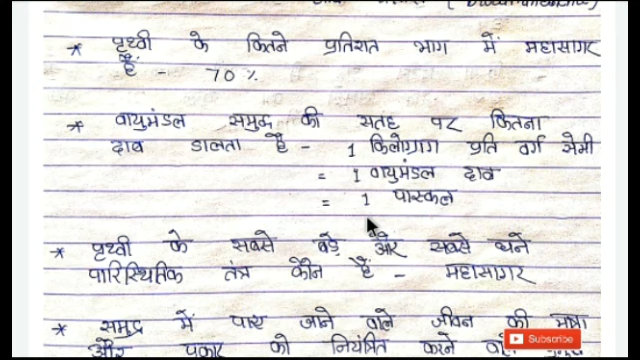 * पृथ्वी के कितने प्रतिशत भाग में महासागर
हैं - 70 %
* वायुमंडल समुद्र की सतह पर कितना
दाव डालता है - 1 किलोग्राम प्रति वर्ग सेमी
= 1 वायुमंडल दाव
= 1 पास्कल
* पृथ्वी के सबसे बड़े और सबसे घने
पारिस्थितिक तंत्र कौन हैं - महासागर
* समुद्र में पाए जाने वाले जीवन की मात्रा
और प्रकार को नियंत्रित करने वाले
Subscribe